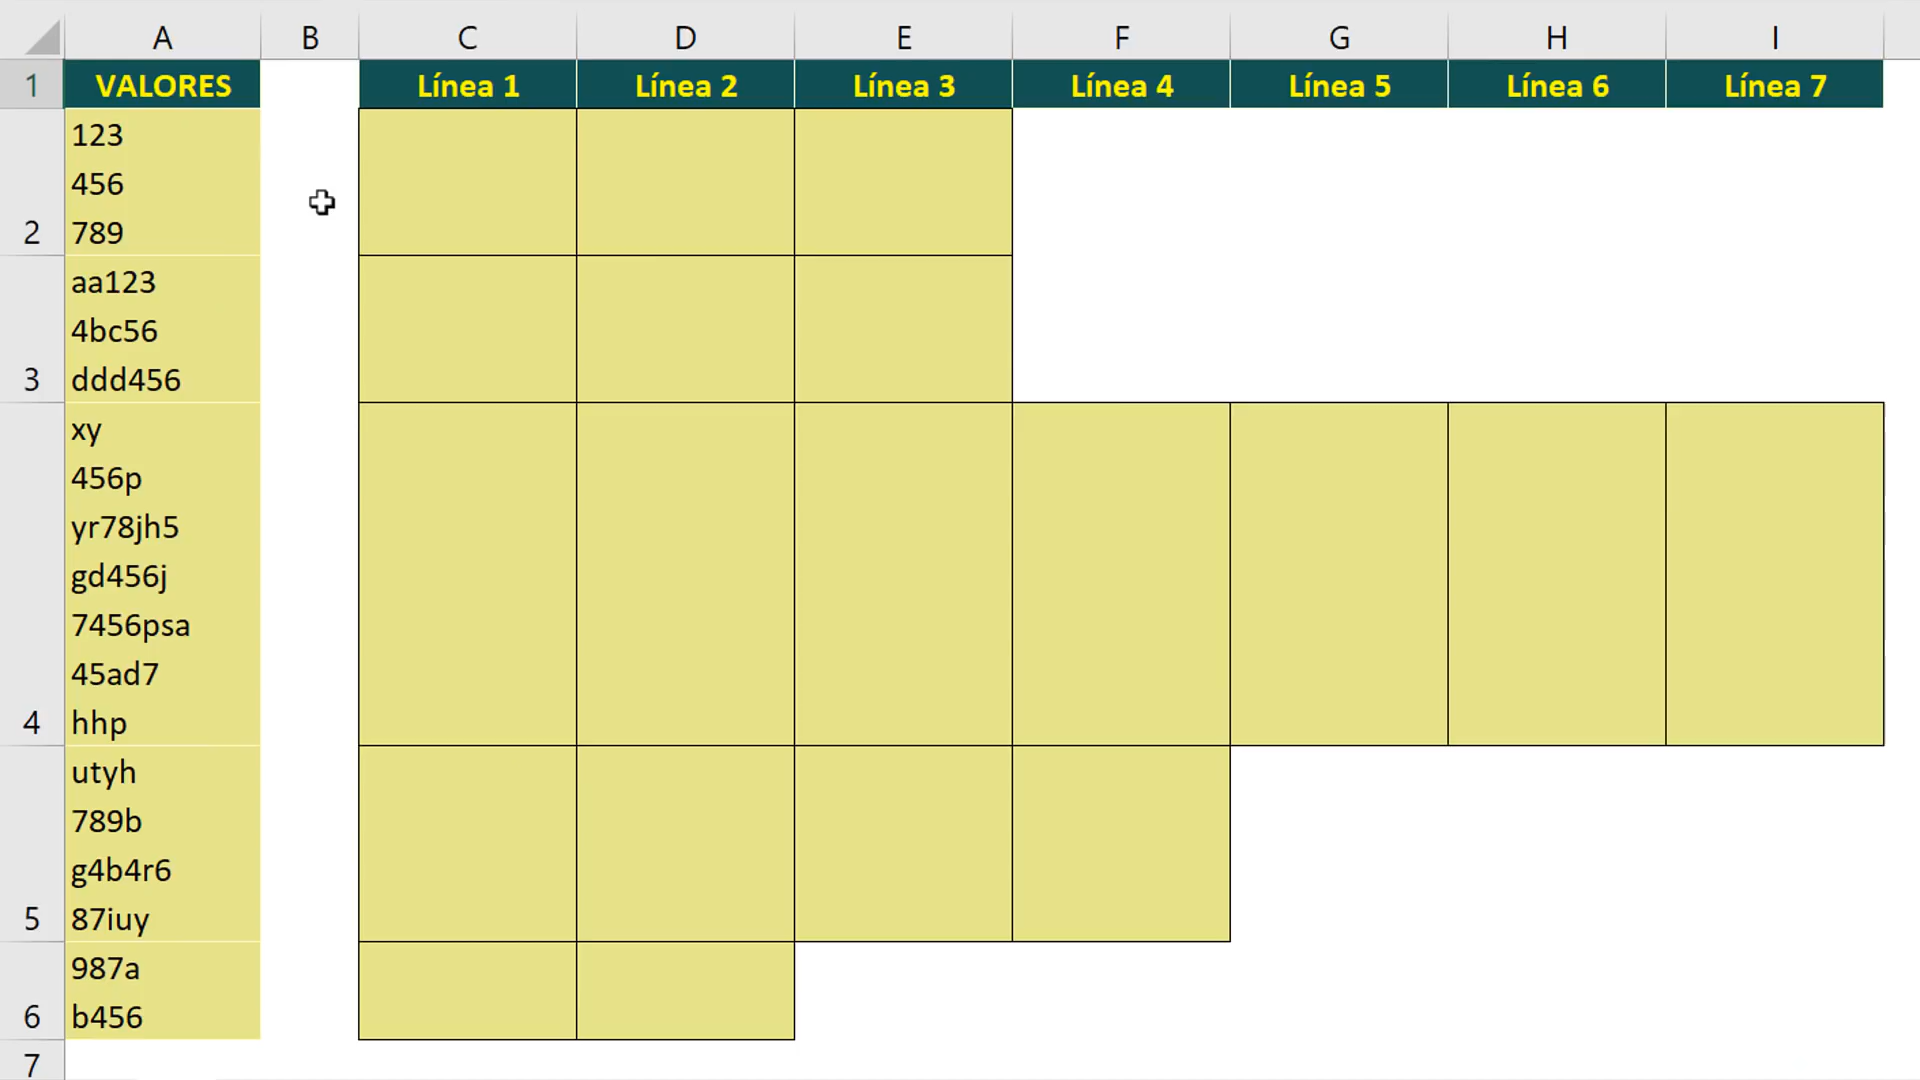 A B C D E F G H I
1 VALORES Línea 1 Línea 2 Línea 3 Línea 4 Línea 5 Línea 6 Línea 7
123
456
2 789
aa123
4bc56
3 ddd456
xy
456p
yr78jh5
gd456j
7456psa
45ad7
4 hhp
utyh
789b
g4b4r6
5 87iuy
987a
6 b456
7